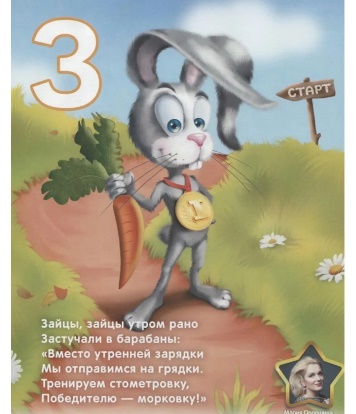 3
СТАРТ
1
Зайцы, зайцы утром рано
Застучали в барабаны:
«Вместо утренней зарядки
Мы отправимся на грядки.
Тренируем стометровку,
Победителю — морковку!»